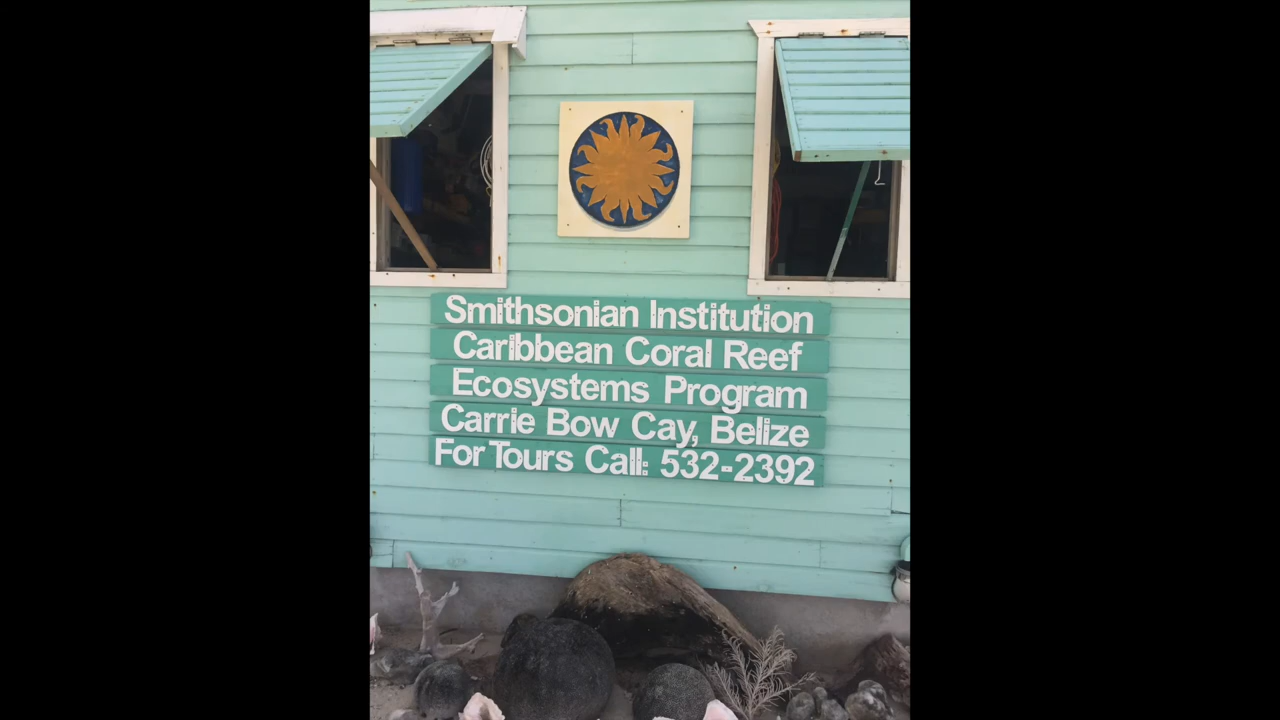 Smithsonian Institution
Caribbean Coral Reef
Ecosystems Program
Carrie Bow Cay, Belize
For Tours Call: 532-2392